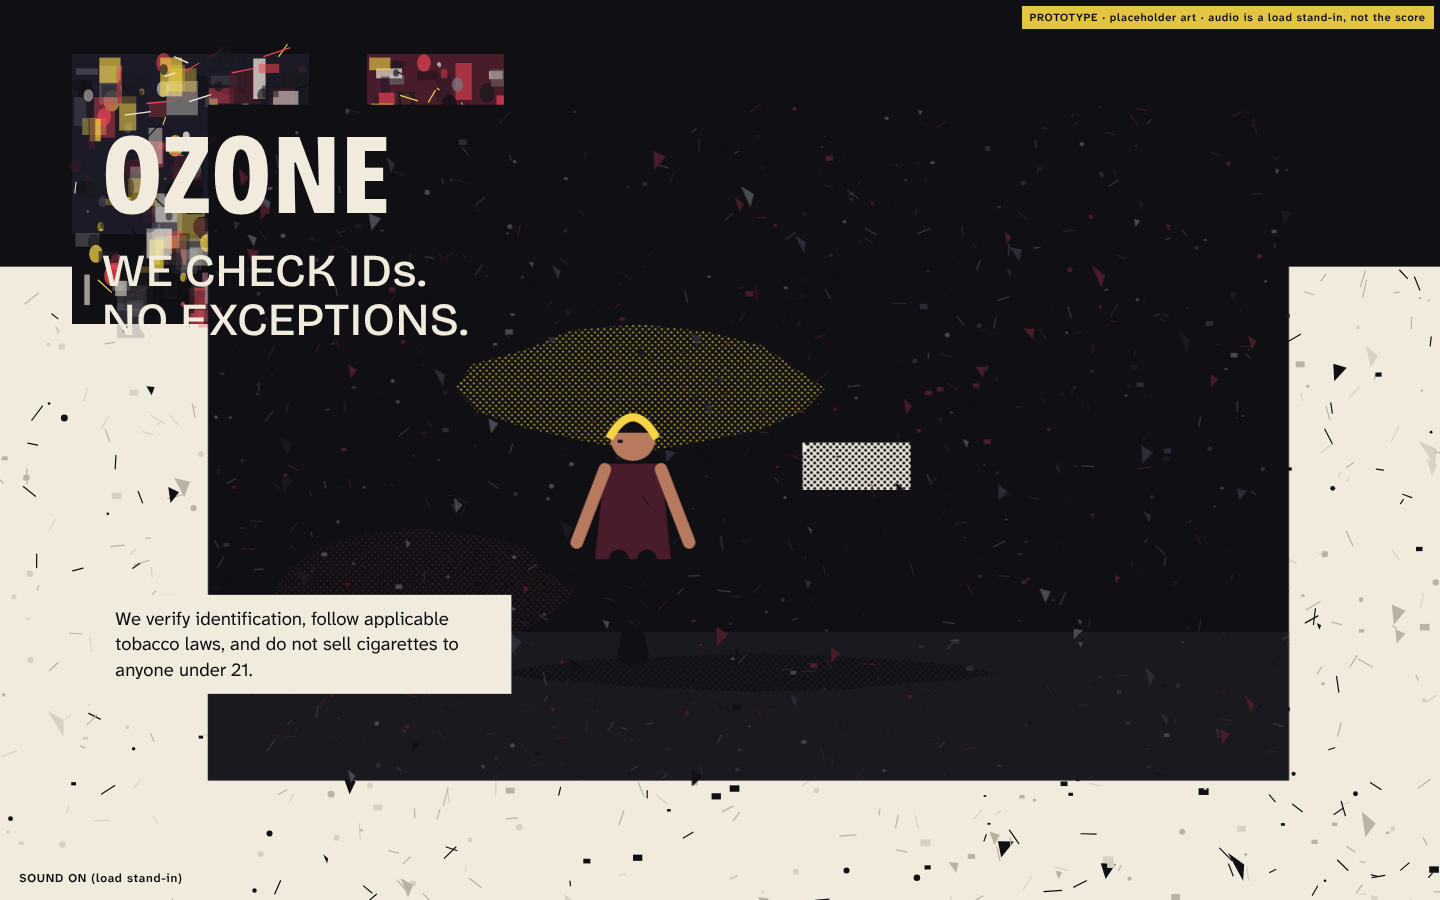 PROTOTYPE · placeholder art · audio is a load stand-in, not the score
OZONE
WE CHECK IDs.
NO EXCEPTIONS.
We verify identification, follow applicable
tobacco laws, and do not sell cigarettes to
anyone under 21.
SOUND ON (load stand-in)